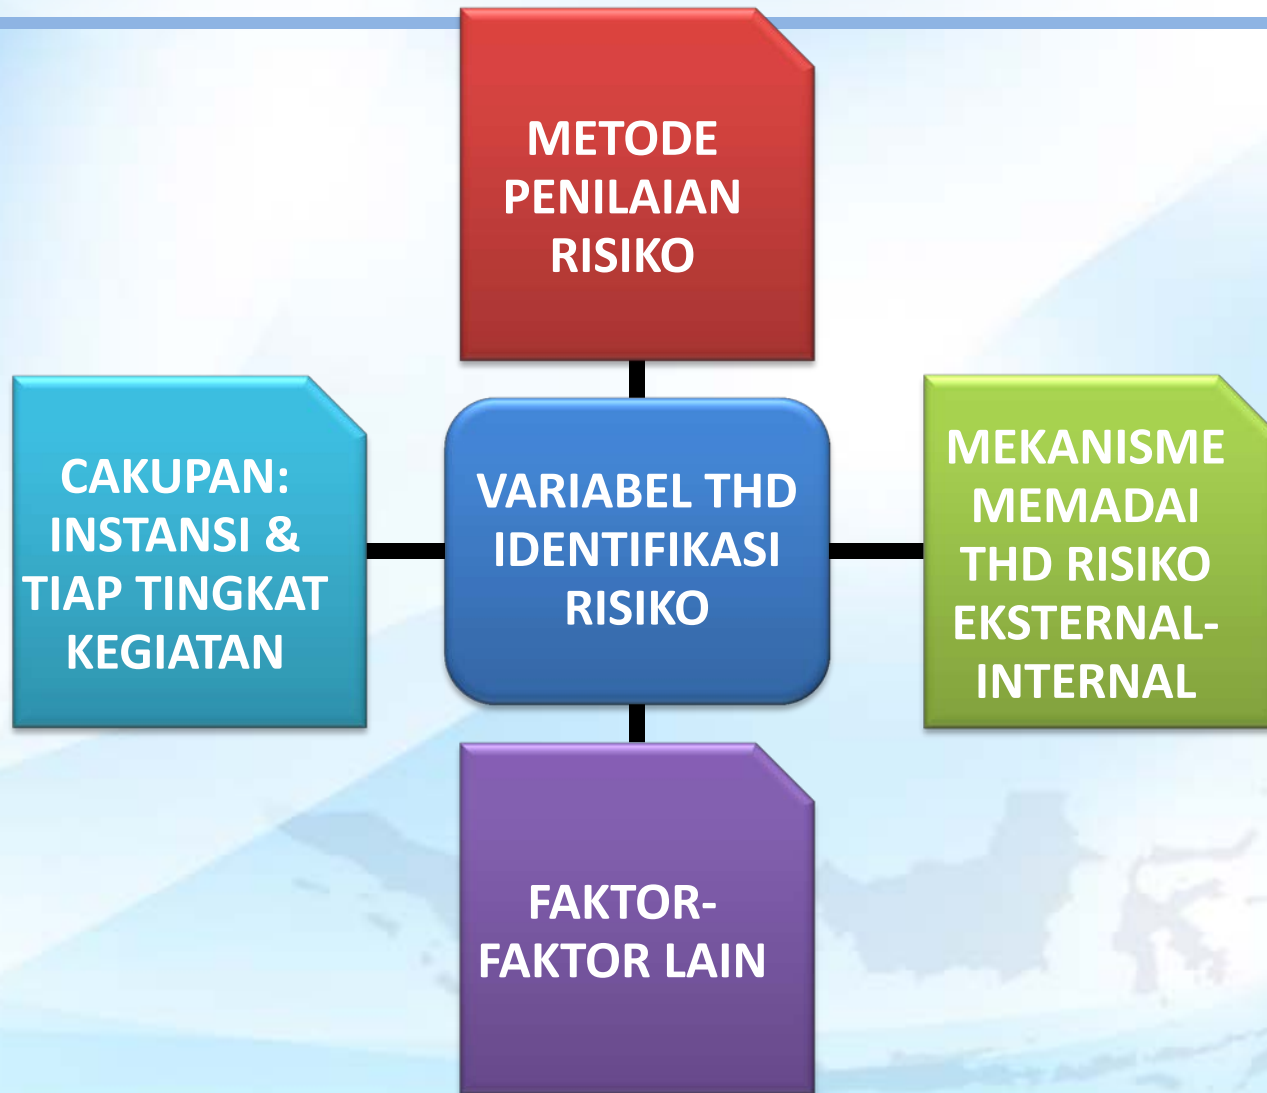 METODE
PENILAIAN
RISIKO
CAKUPAN:
INSTANSI &
TIAP TINGKAT
KEGIATAN
VARIABEL THD
IDENTIFIKASI
RISIKO
MEKANISME
MEMADAI
THD RISIKO
EKSTERNAL-
INTERNAL
FAKTOR-
FAKTOR LAIN